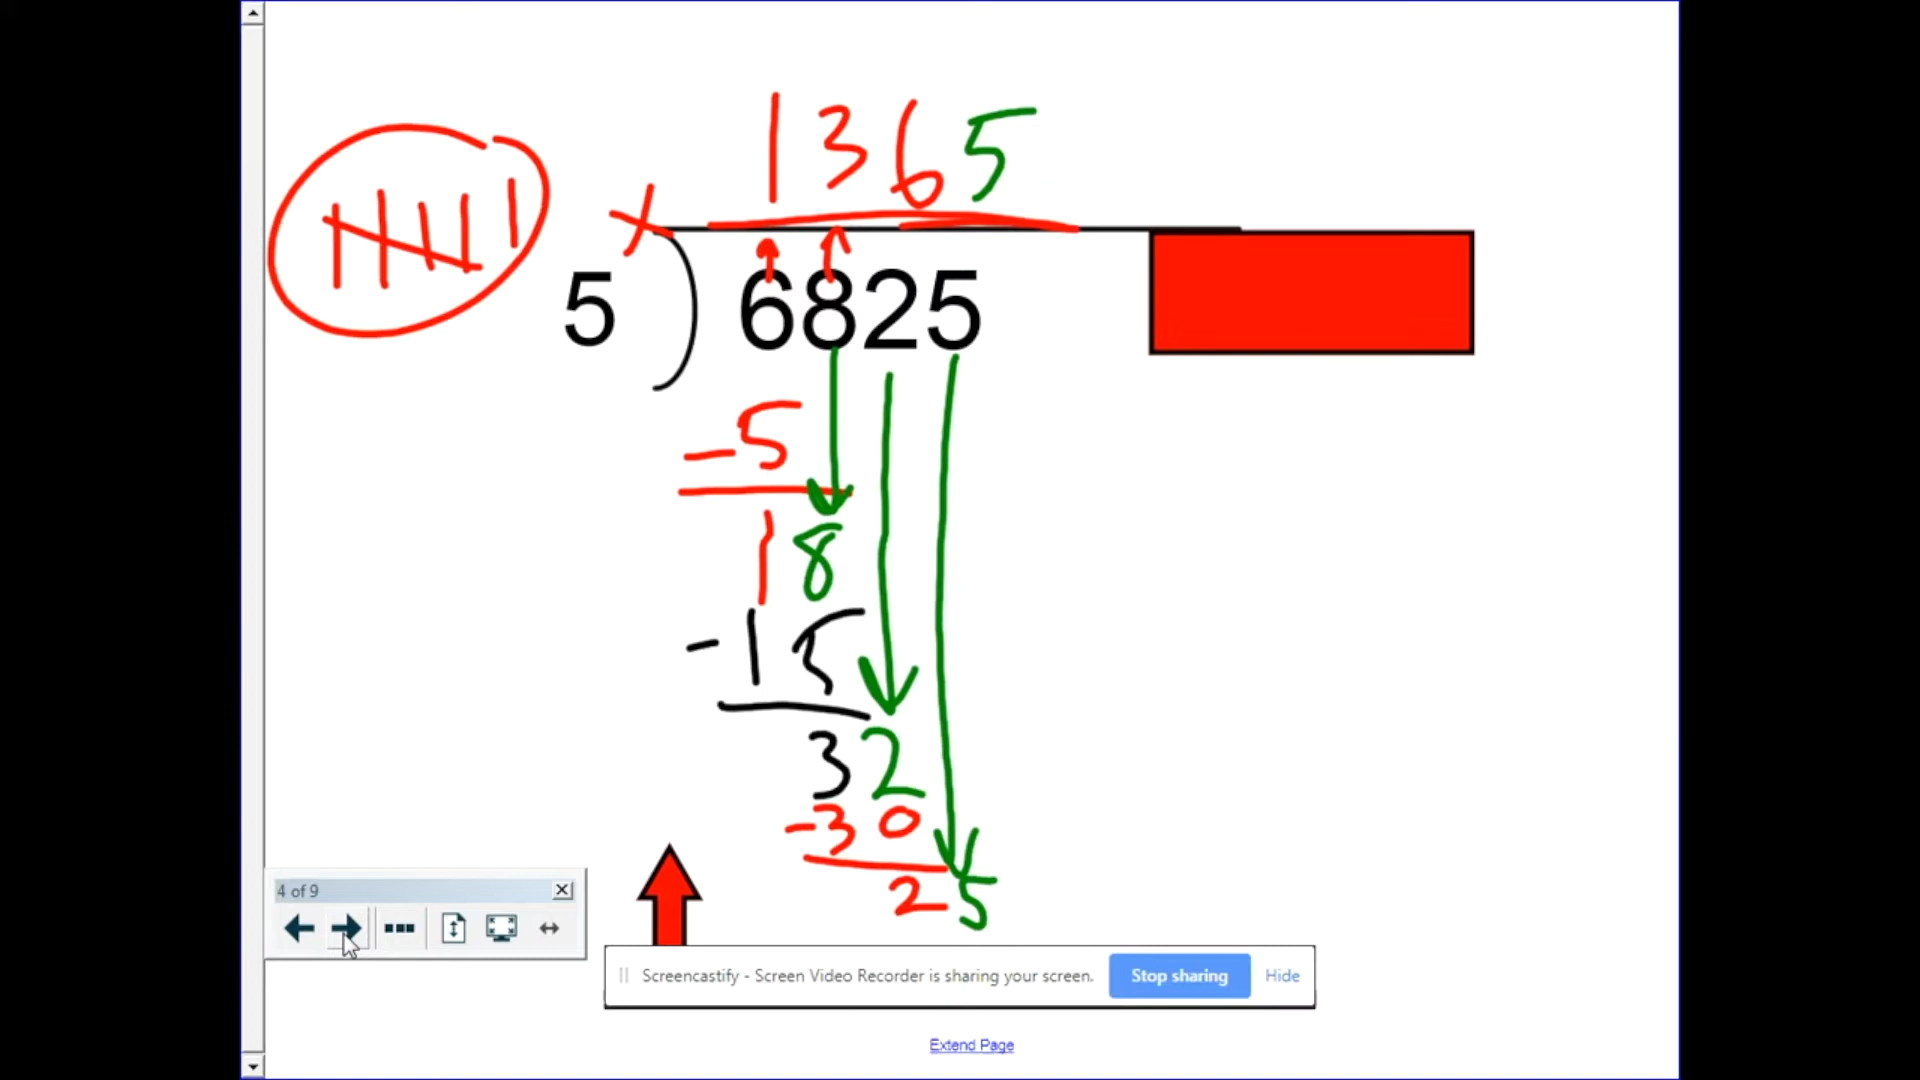 1365
5 ) 6825
-5
18
-15
32
-30
25
4 of 9
Screencastify - Screen Video Recorder is sharing your screen.
Stop sharing
Hide
Extend Page